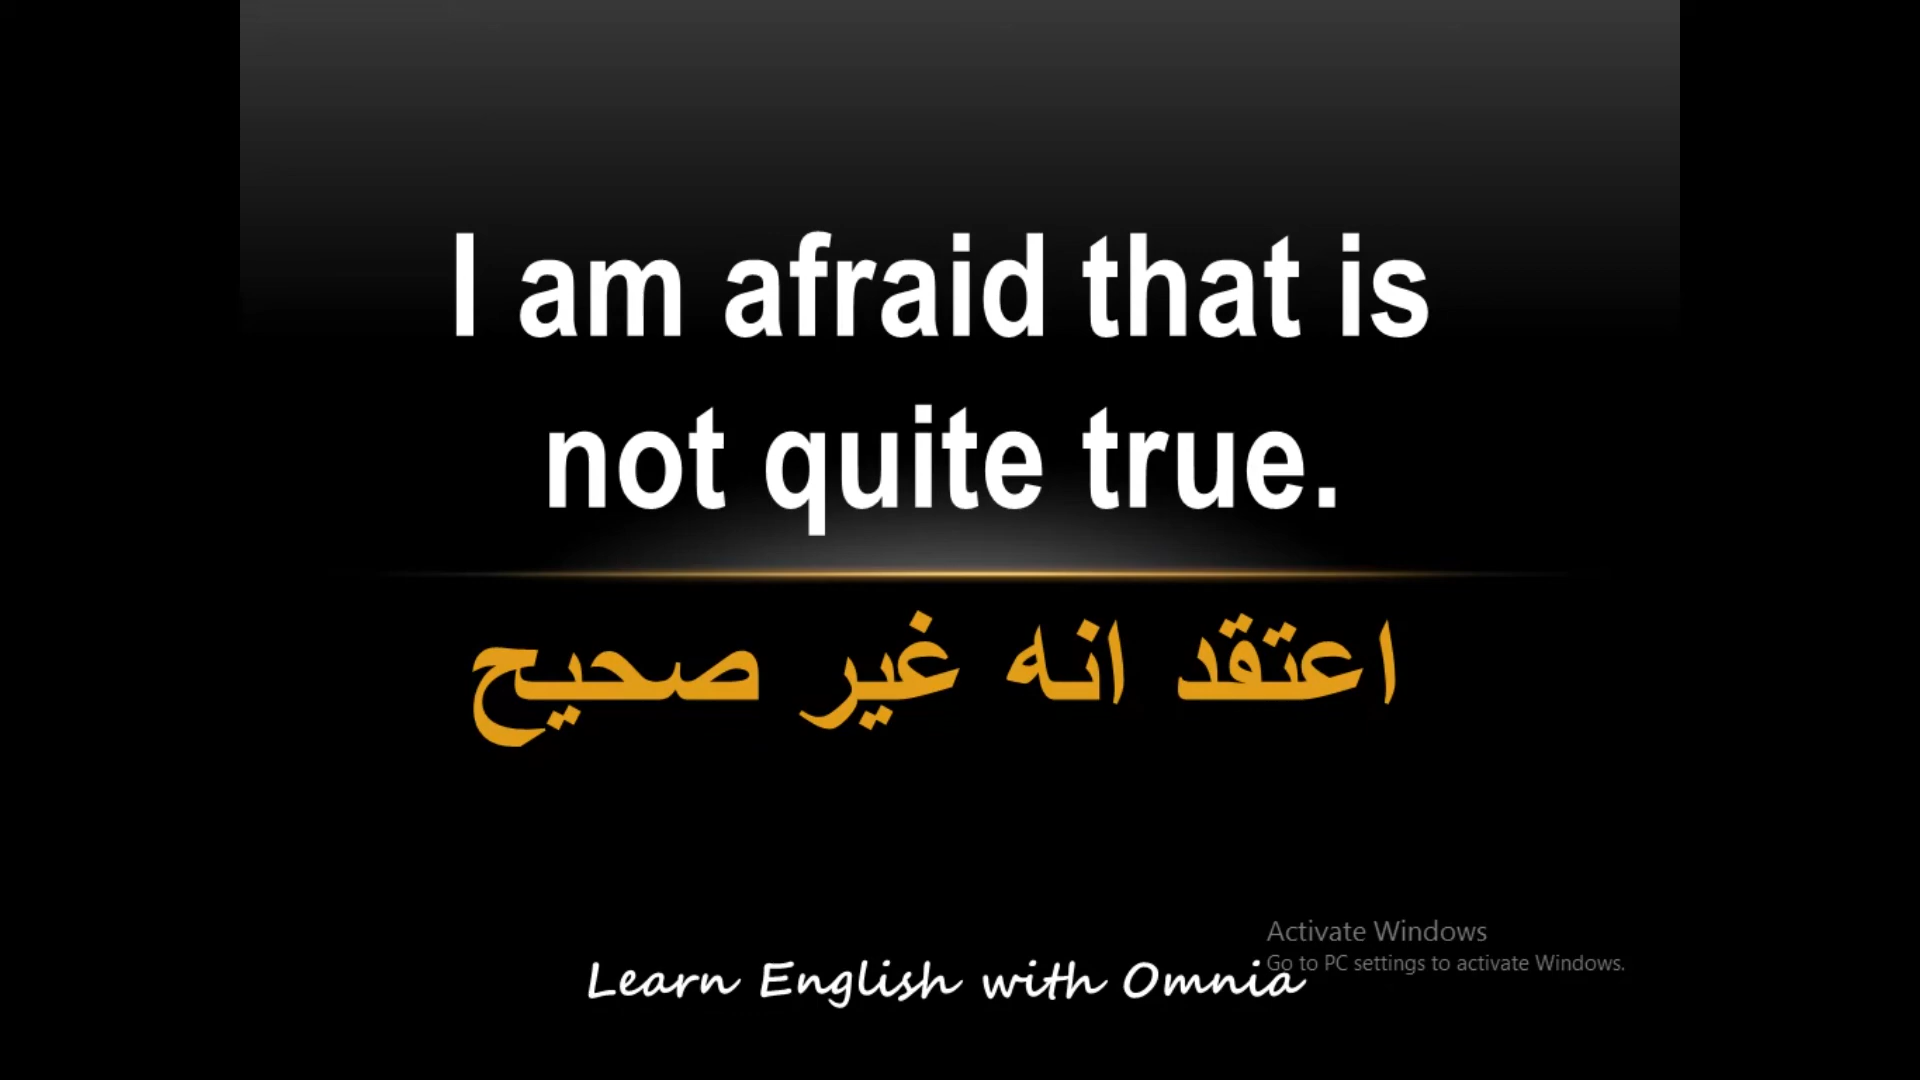 I am afraid that is
not quite true.
اعتقد انه غير صحيح
Activate Windows
Go to PC settings to activate Windows.
Learn English with Omnia